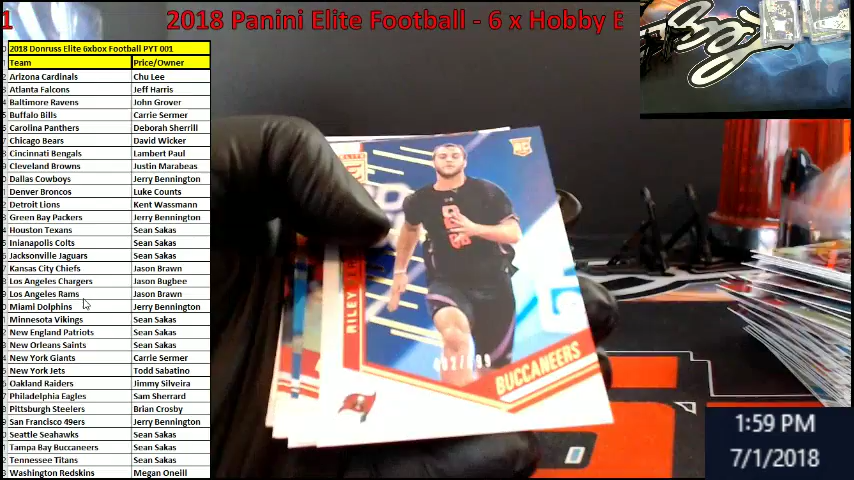 2018 Panini Elite Football - 6 x Hobby
2018 Donruss Elite 6xbox Football PYT 001
Team Price/Owner
Arizona Cardinals Chu Lee
Atlanta Falcons Jeff Harris
Baltimore Ravens John Grover
Buffalo Bills Carrie Sermer
Carolina Panthers Deborah Sherrill
Chicago Bears David Wicker
Cincinnati Bengals Lambert Paul
Cleveland Browns Justin Marabeas
Dallas Cowboys Jerry Bennington
Denver Broncos Luke Counts
Detroit Lions Kent Wassmann
Green Bay Packers Jerry Bennington
Houston Texans Sean Sakas
Inianapolis Colts Sean Sakas
Jacksonville Jaguars Sean Sakas
Kansas City Chiefs Jason Brawn
Los Angeles Chargers Jason Bugbee
Los Angeles Rams Jason Brawn
Miami Dolphins Jerry Bennington
Minnesota Vikings Sean Sakas
New England Patriots Sean Sakas
New Orleans Saints Sean Sakas
New York Giants Carrie Sermer
New York Jets Todd Sabatino
Oakland Raiders Jimmy Silveira
Philadelphia Eagles Sam Sherrard
Pittsburgh Steelers Brian Crosby
San Francisco 49ers Jerry Bennington
Seattle Seahawks Sean Sakas
Tampa Bay Buccaneers Sean Sakas
Tennessee Titans Sean Sakas
Washington Redskins Megan Oneill
ELITE
RC
RILEY
BUCCANEERS
1:59 PM
7/1/2018